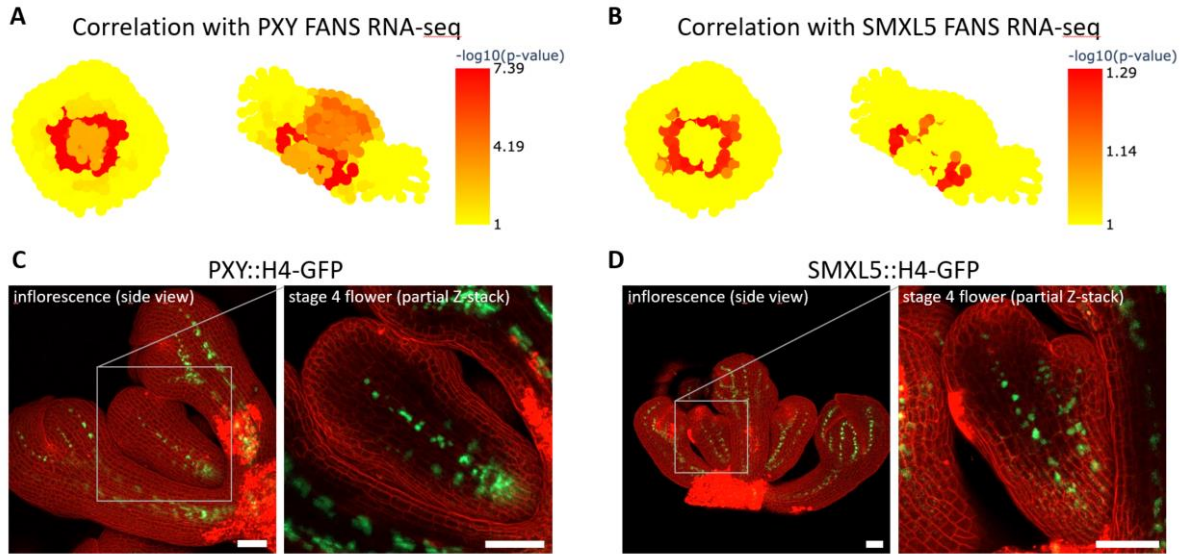 A
Correlation with PXY FANS RNA-seq
-log10(p-value)
7.39
4.19
1
B
Correlation with SMXL5 FANS RNA-seq
-log10(p-value)
1.29
1.14
1
C
PXY::H4-GFP
inflorescence (side view)
stage 4 flower (partial Z-stack)
D
SMXL5::H4-GFP
inflorescence (side view)
stage 4 flower (partial Z-stack)